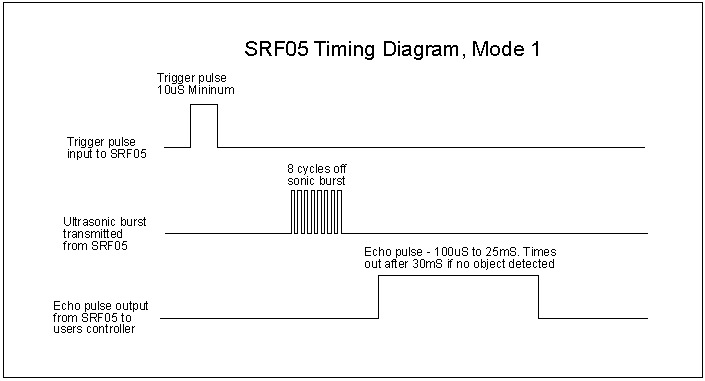 SRF05 Timing Diagram, Mode 1
Trigger pulse
10uS Mininum
Trigger pulse
input to SRF05
8 cycles off
sonic burst
Ultrasonic burst
transmitted
from SRF05
Echo pulse - 100uS to 25mS. Times
out after 30mS if no object detected
Echo pulse output
from SRF05 to
users controller